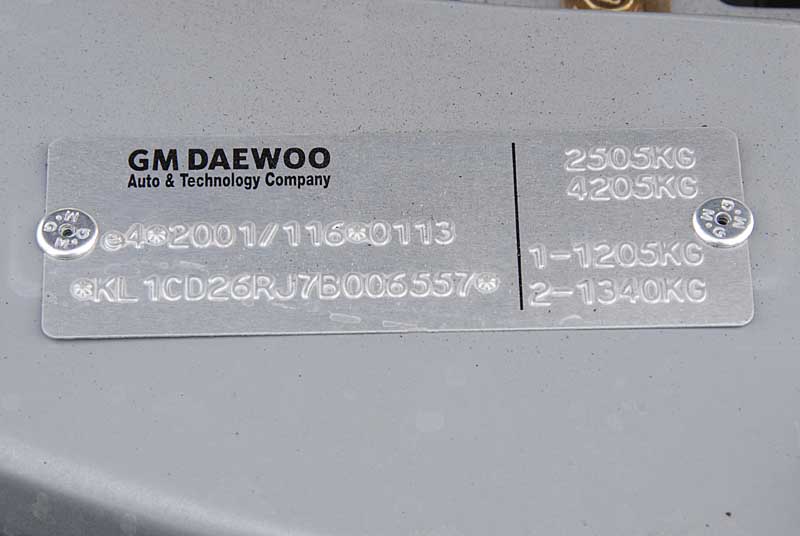 GM DAEWOO
Auto & Technology Company
e4*2001/116*0113
*KL1CD26RJ7B006557*
2505KG
4205KG
1-1205KG
2-1340KG
G.M.D
G.M.D